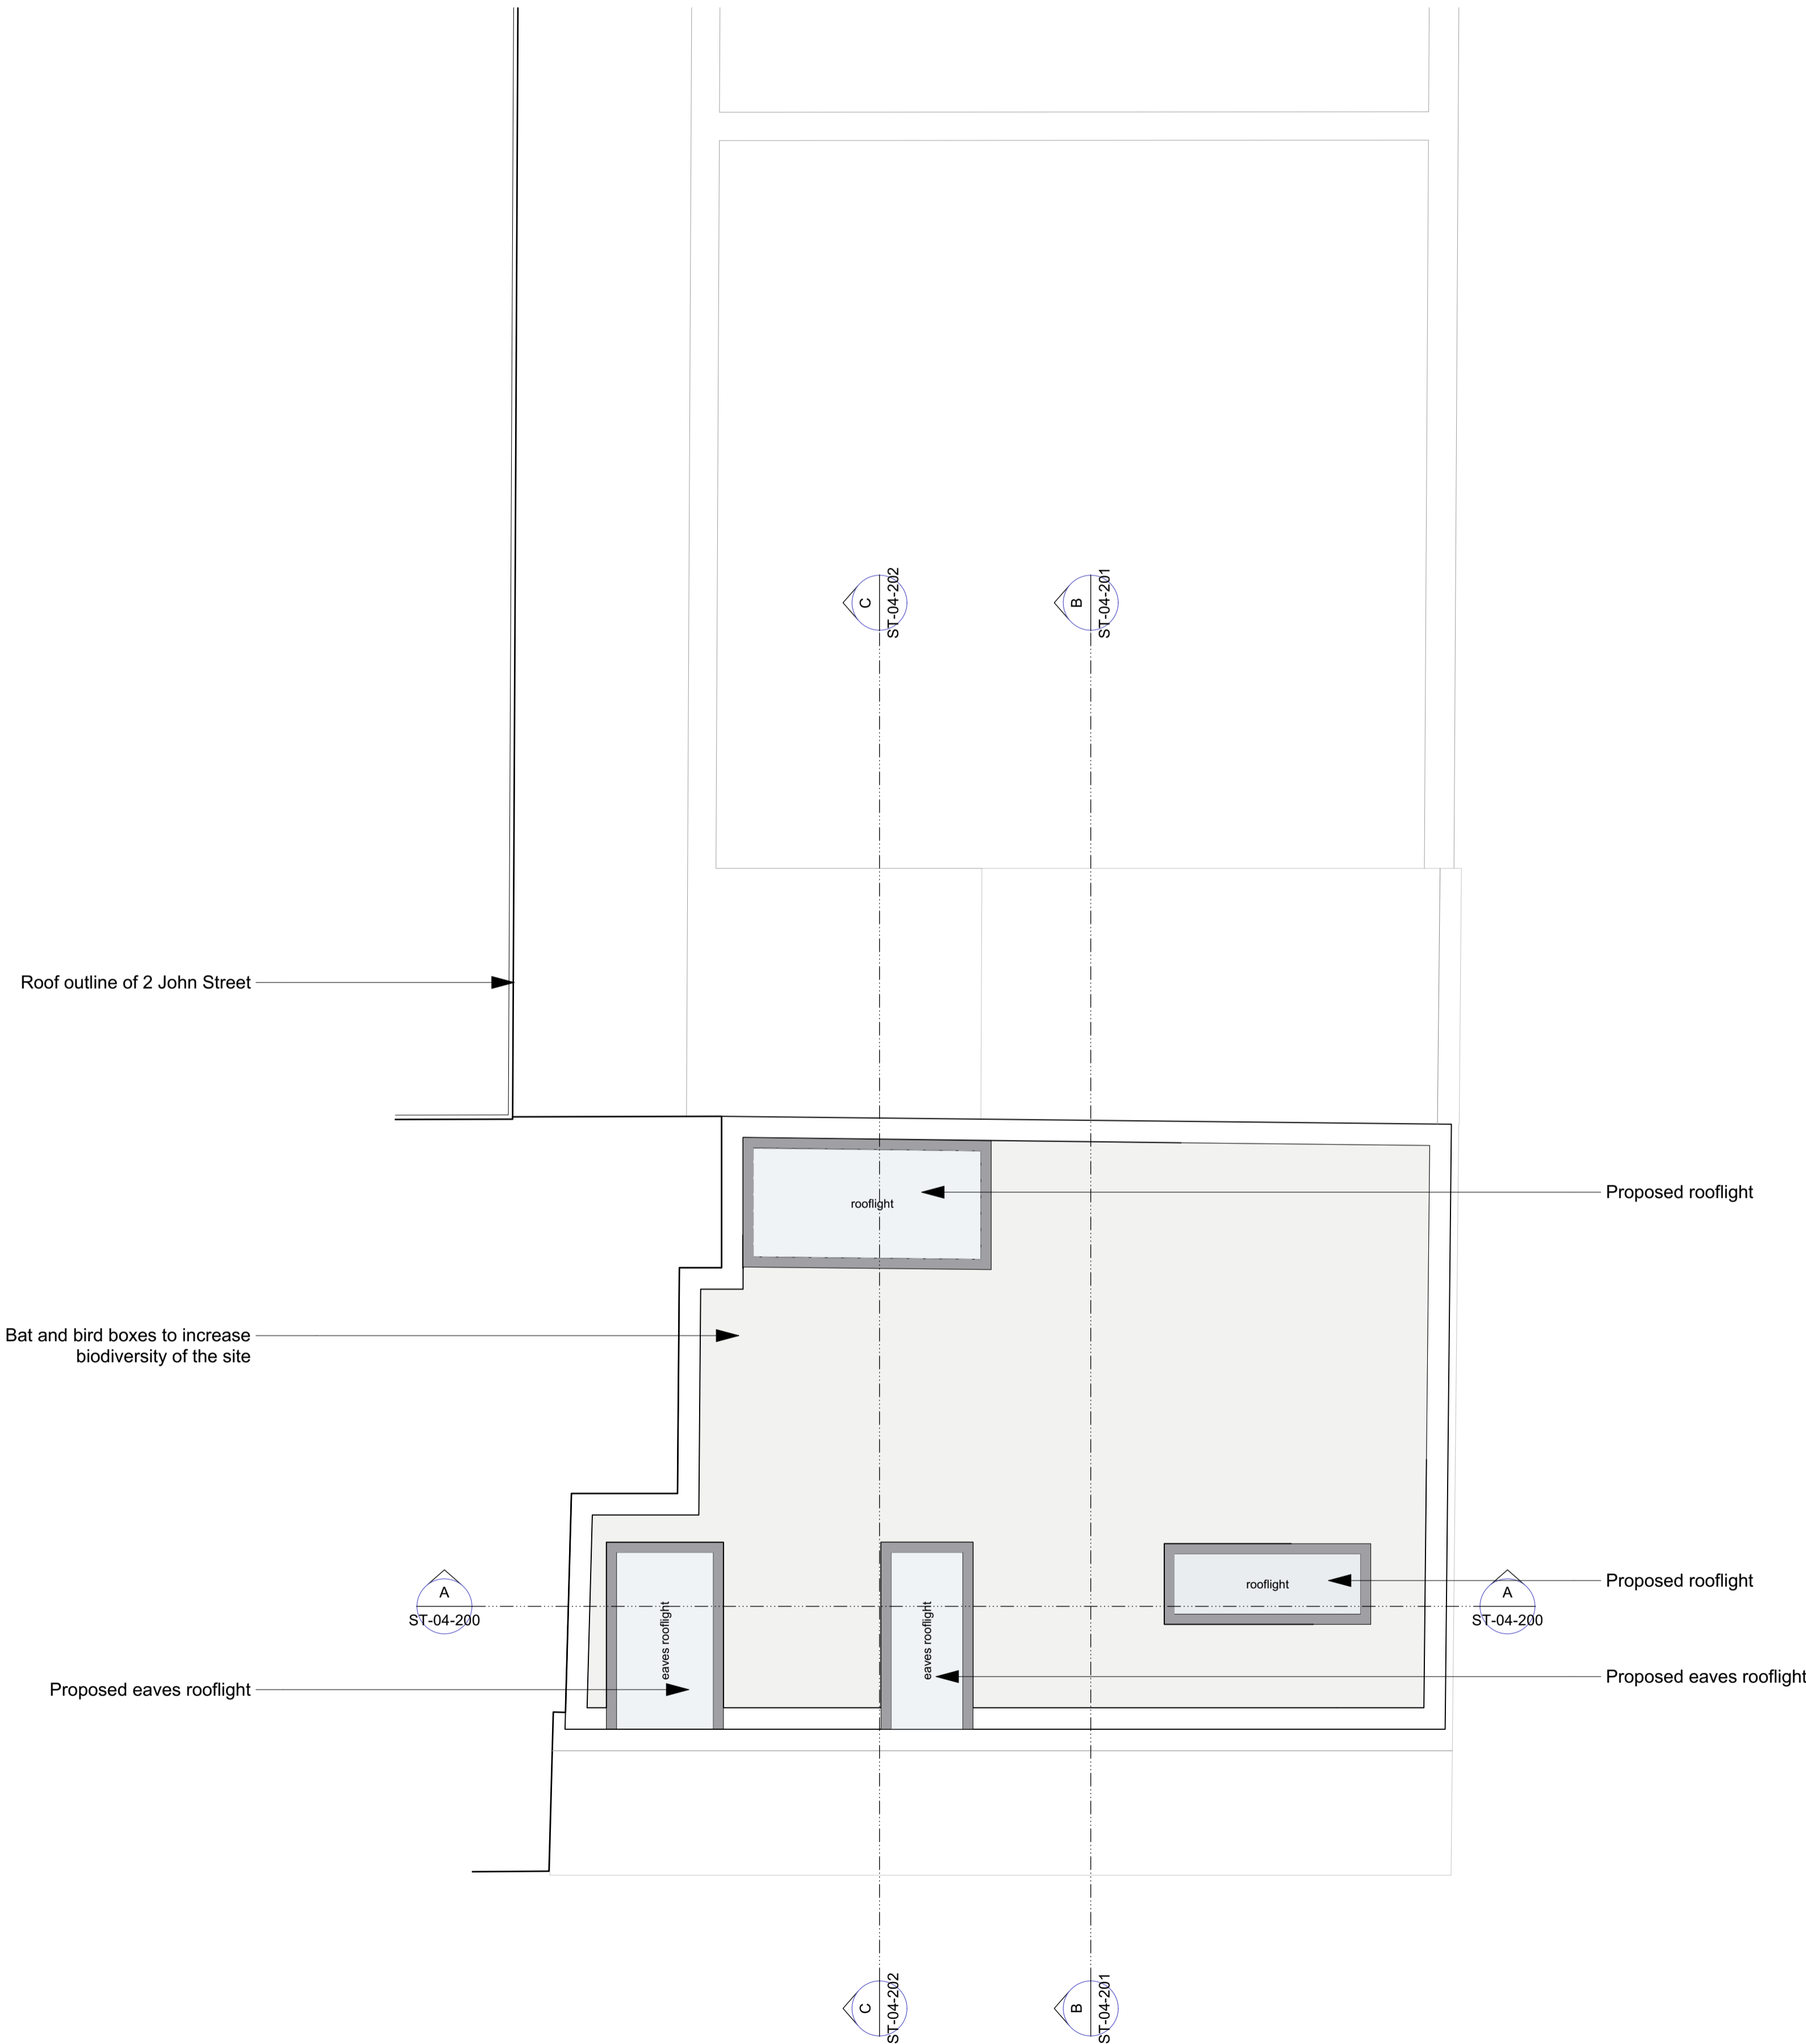 C
ST-04-202
B
ST-04-201
Roof outline of 2 John Street
rooflight
Proposed rooflight
Bat and bird boxes to increase
biodiversity of the site
A
ST-04-200
rooflight
Proposed rooflight
A
ST-04-200
eaves rooflight
eaves rooflight
Proposed eaves rooflight
Proposed eaves rooflight
C
ST-04-202
B
ST-04-201